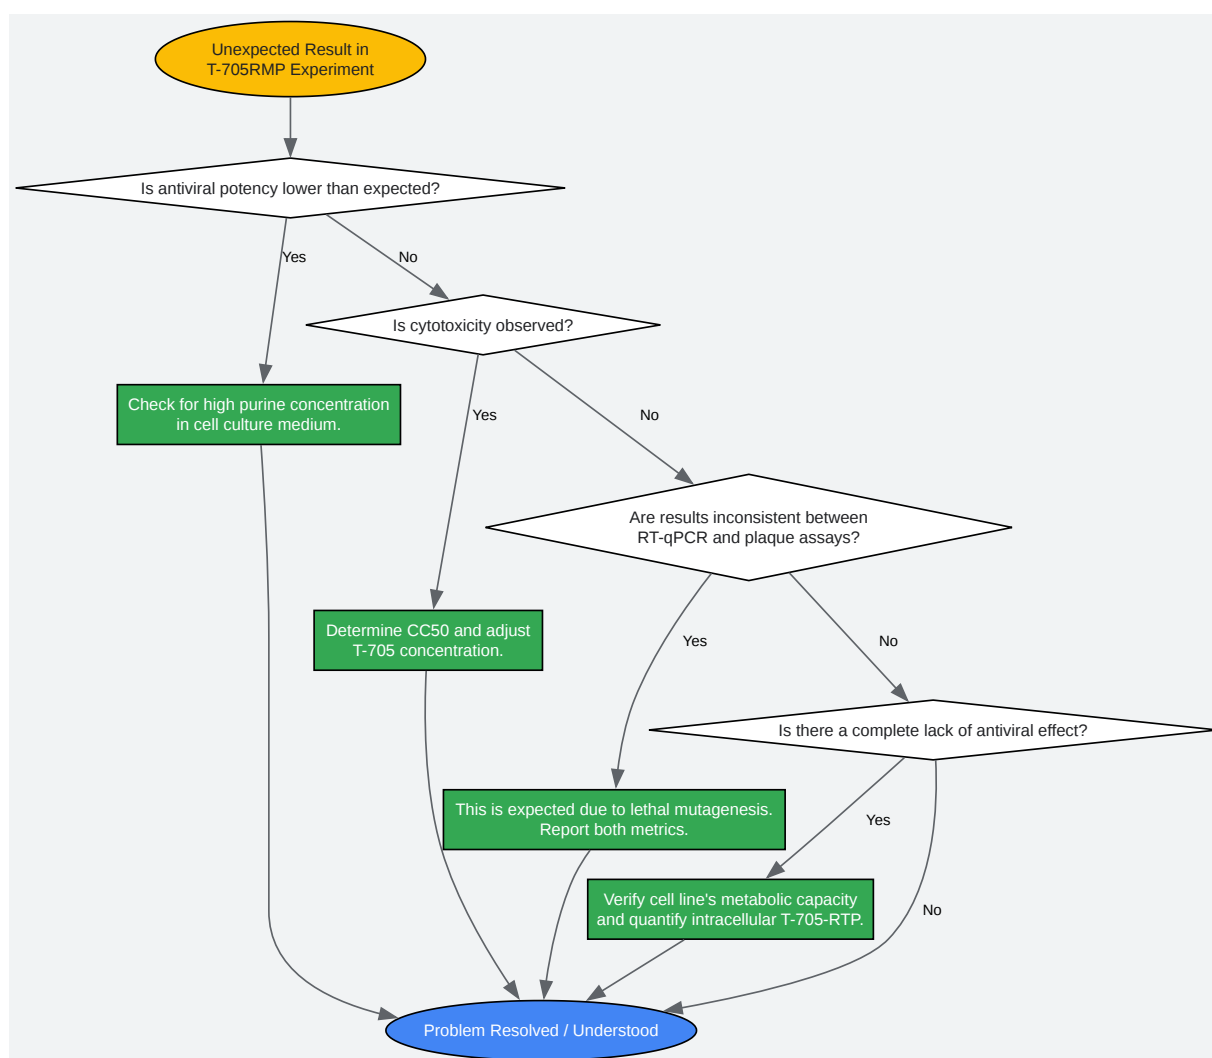 Unexpected Result in
T-705RMP Experiment
Is antiviral potency lower than expected?
Yes
No
Is cytotoxicity observed?
Check for high purine concentration
in cell culture medium.
Yes
No
Are results inconsistent between
RT-qPCR and plaque assays?
Determine CC50 and adjust
T-705 concentration.
Yes
No
Is there a complete lack of antiviral effect?
This is expected due to lethal mutagenesis.
Report both metrics.
Yes
Verify cell line's metabolic capacity
and quantify intracellular T-705-RTP.
No
Problem Resolved / Understood